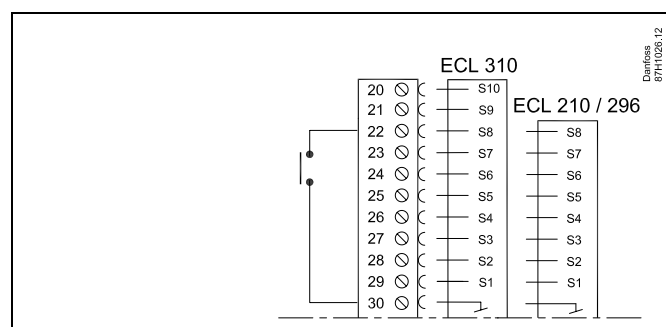 Danfoss
87H1026.12
ECL 310
ECL 210 / 296
20 S10
21 S9
22 S8 S8
23 S7 S7
24 S6 S6
25 S5 S5
26 S4 S4
27 S3 S3
28 S2 S2
29 S1 S1
30